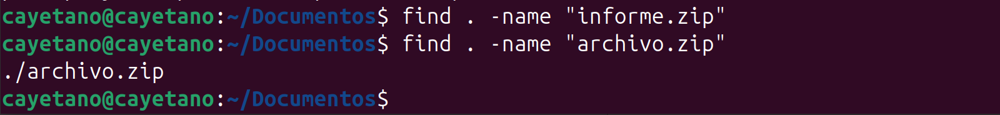 cayetano@cayetano:~/Documentos$ find . -name "informe.zip"
cayetano@cayetano:~/Documentos$ find . -name "archivo.zip"
./archivo.zip
cayetano@cayetano:~/Documentos$